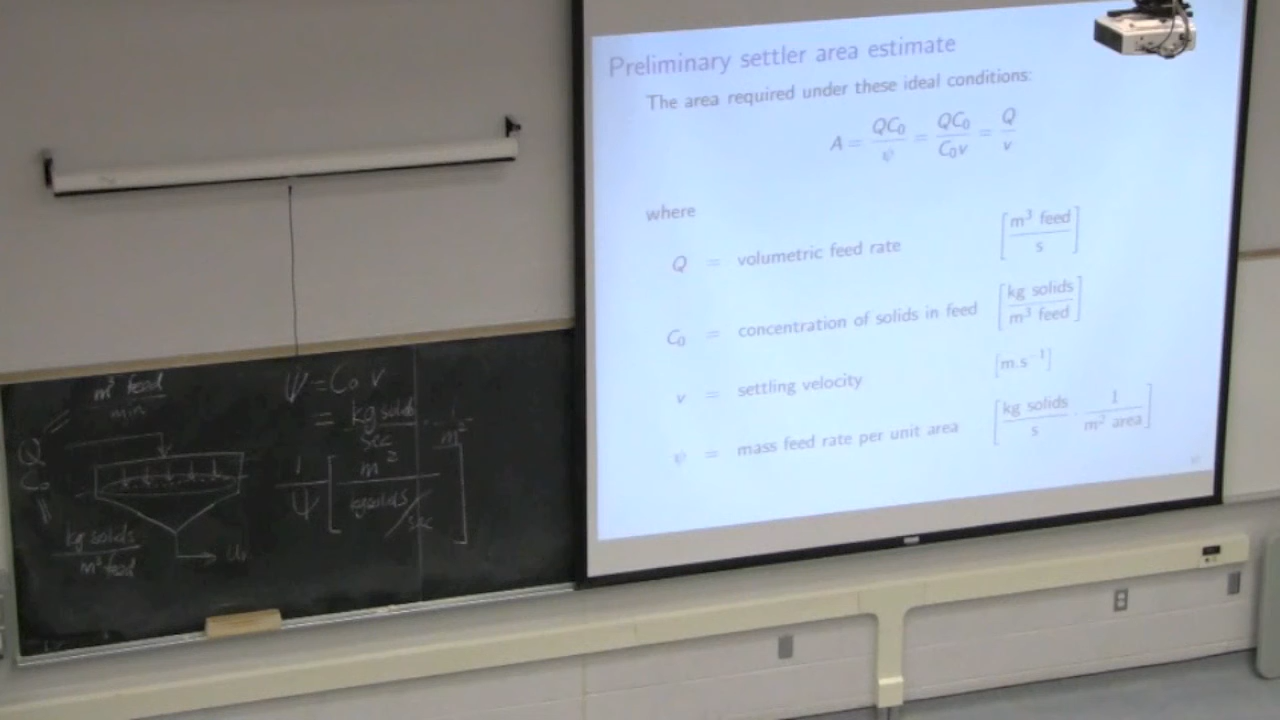 Preliminary settler area estimate
The area required under these ideal conditions:
A = QC₀/ψ = QC₀/C₀v = Q/v
where
Q = volumetric feed rate [m³ feed / s]
C₀ = concentration of solids in feed [kg solids / m³ feed]
v = settling velocity [m.s⁻¹]
ψ = mass feed rate per unit area [kg solids / s · 1 / m² area]
m³ feed / min
Q
C₀
kg solids / m³ feed
ψ = C₀ v
= kg solids / sec · 1 / m²
1/ψ [m² / kg solids/sec]